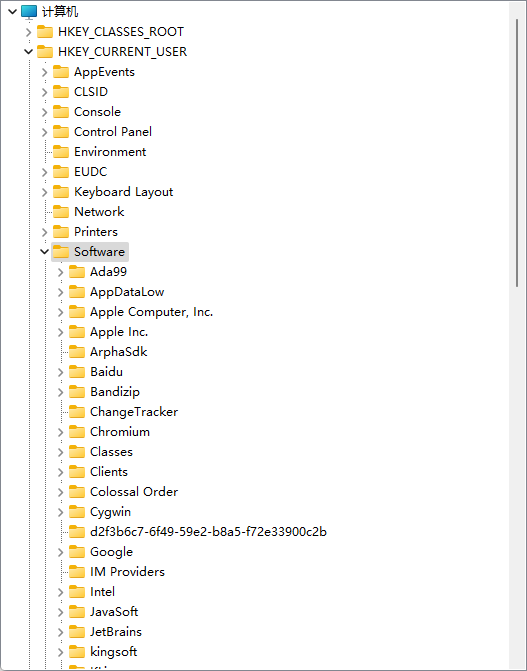 计算机
HKEY_CLASSES_ROOT
HKEY_CURRENT_USER
AppEvents
CLSID
Console
Control Panel
Environment
EUDC
Keyboard Layout
Network
Printers
Software
Ada99
AppDataLow
Apple Computer, Inc.
Apple Inc.
ArphaSdk
Baidu
Bandizip
ChangeTracker
Chromium
Classes
Clients
Colossal Order
Cygwin
d2f3b6c7-6f49-59e2-b8a5-f72e33900c2b
Google
IM Providers
Intel
JavaSoft
JetBrains
kingsoft